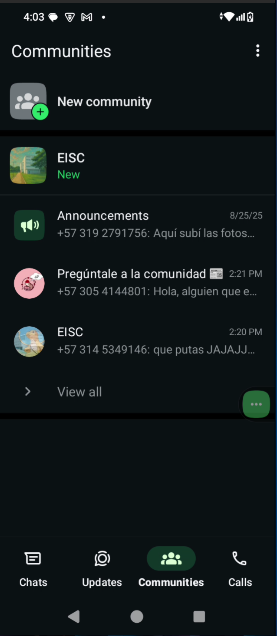 4:03
Communities
New community
EISC
New
Announcements 8/25/25
+57 319 2791756: Aquí subí las fotos...
Pregúntale a la comunidad 📰 2:21 PM
+57 305 4144801: Hola, alguien que e...
EISC 2:20 PM
+57 314 5349146: que putas JAJAJJ...
View all
Chats Updates Communities Calls